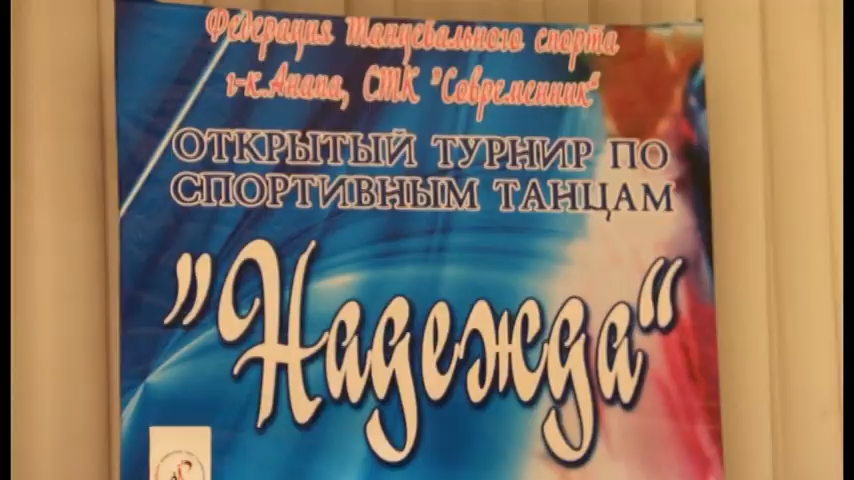 Федерация Танцевального спорта
г-к.Анапа, СТК "Современник"
ОТКРЫТЫЙ ТУРНИР ПО
СПОРТИВНЫМ ТАНЦАМ
"Надежда"